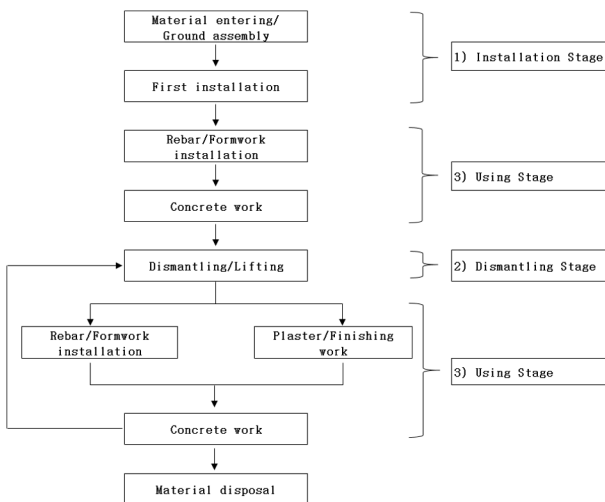 Material entering/
Ground assembly
1) Installation Stage
First installation
Rebar/Formwork
installation
3) Using Stage
Concrete work
Dismantling/Lifting
2) Dismantling Stage
Rebar/Formwork
installation
Plaster/Finishing
work
3) Using Stage
Concrete work
Material disposal